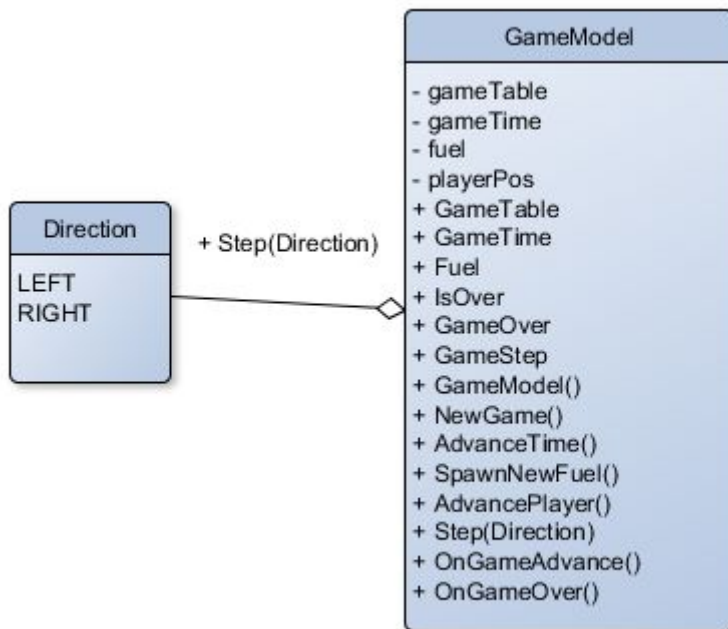 GameModel
- gameTable
- gameTime
- fuel
- playerPos
+ GameTable
+ GameTime
+ Fuel
+ IsOver
+ GameOver
+ GameStep
+ GameModel()
+ NewGame()
+ AdvanceTime()
+ SpawnNewFuel()
+ AdvancePlayer()
+ Step(Direction)
+ OnGameAdvance()
+ OnGameOver()
Direction
LEFT
RIGHT
+ Step(Direction)